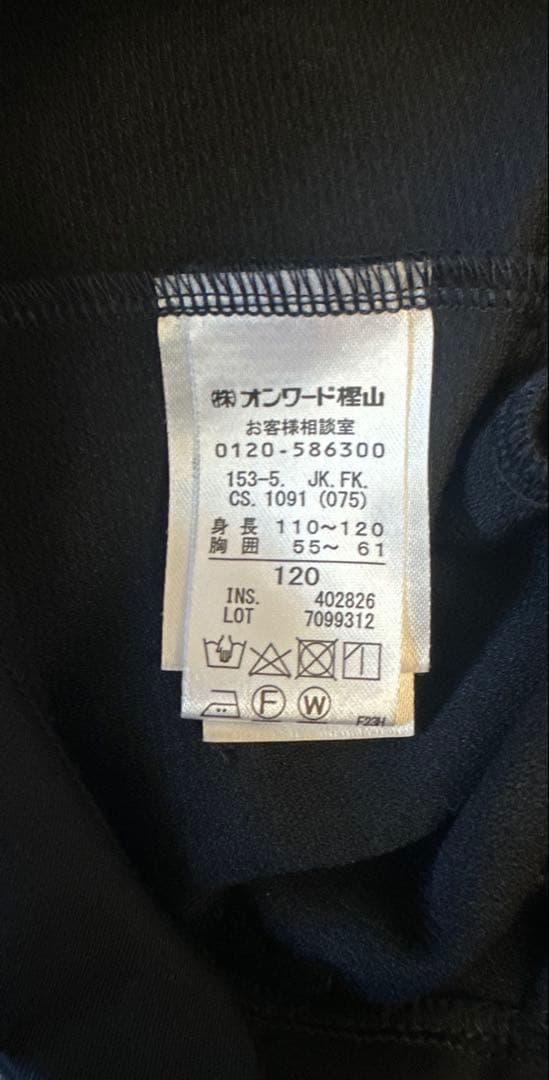 ㈱オンワード樫山
お客様相談室
0120-586300
153-5. JK.FK.
CS.1091(075)
身長 110〜120
胸囲 55〜 61
120
INS. 402826
LOT 7099312
F W
F23H